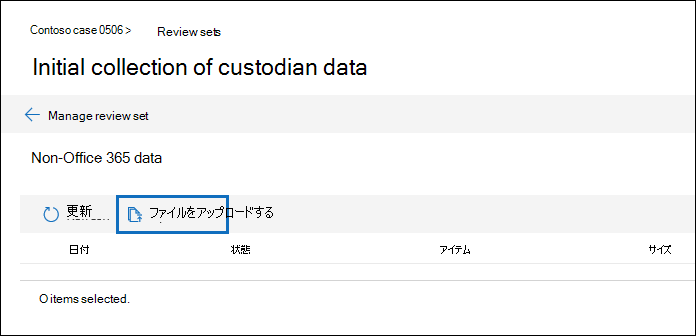 Contoso case 0506 > Review sets
Initial collection of custodian data
← Manage review set
Non-Office 365 data
更新 ファイルをアップロードする
日付 状態 アイテム サイズ
O items selected.